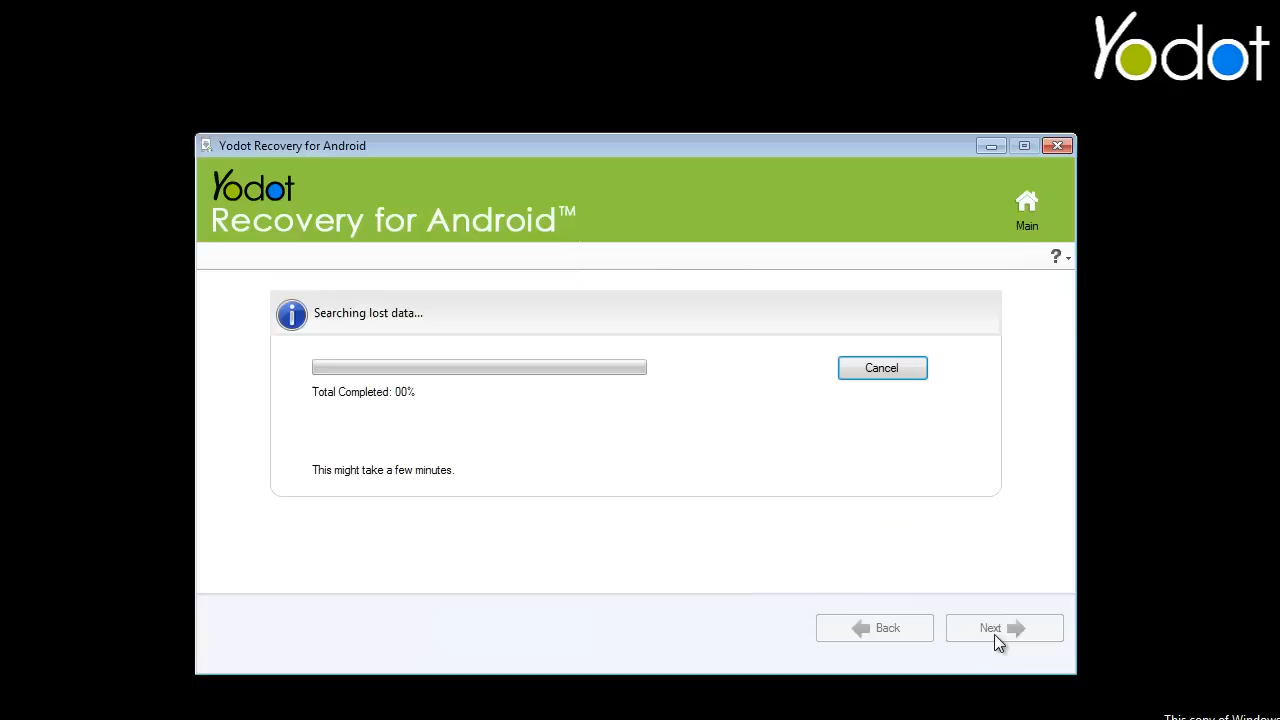 Yodot
Yodot Recovery for Android
Yodot
Recovery for Android™
Main
?
Searching lost data...
Cancel
Total Completed: 00%
This might take a few minutes.
Back
Next
This copy of Window